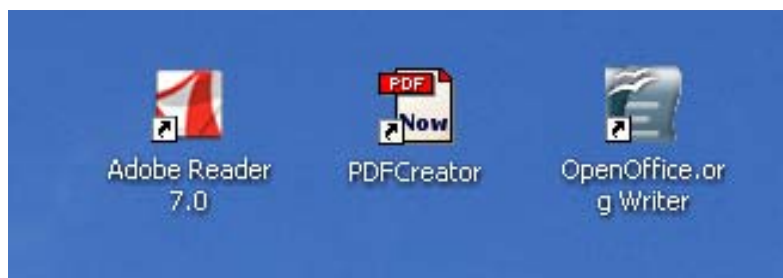 PDF
Now
Adobe Reader
7.0
PDFCreator
OpenOffice.or
g Writer